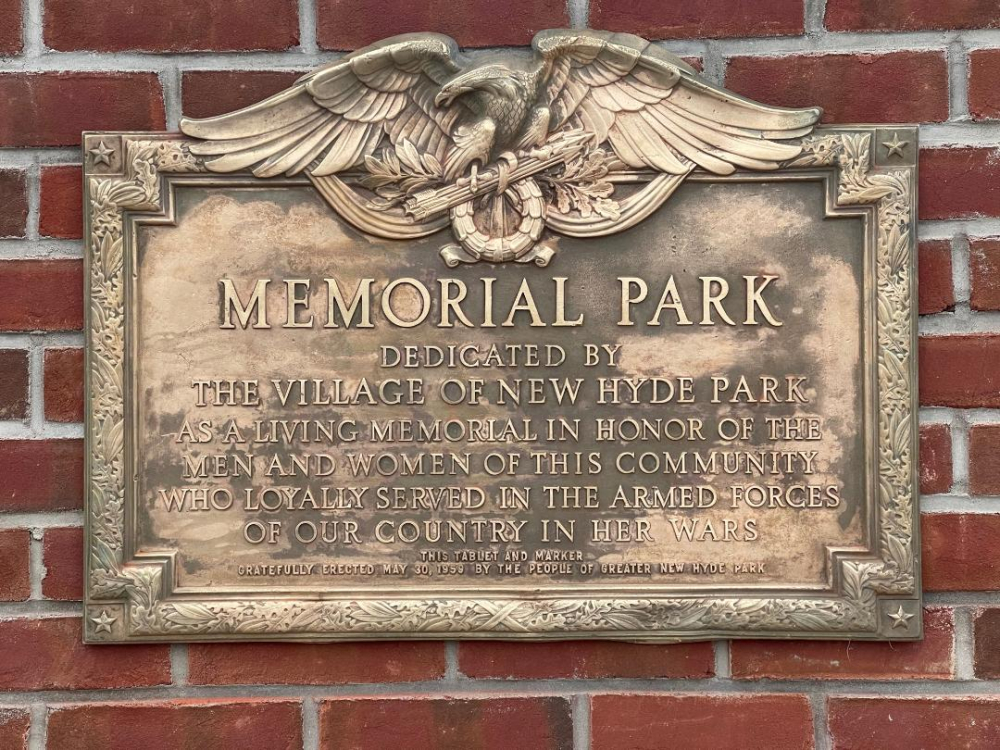 MEMORIAL PARK
DEDICATED BY
THE VILLAGE OF NEW HYDE PARK
AS A LIVING MEMORIAL IN HONOR OF THE
MEN AND WOMEN OF THIS COMMUNITY
WHO LOYALLY SERVED IN THE ARMED FORCES
OF OUR COUNTRY IN HER WARS
THIS TABLET AND MARKER
GRATEFULLY ERECTED MAY 30, 1959 BY THE PEOPLE OF GREATER NEW HYDE PARK